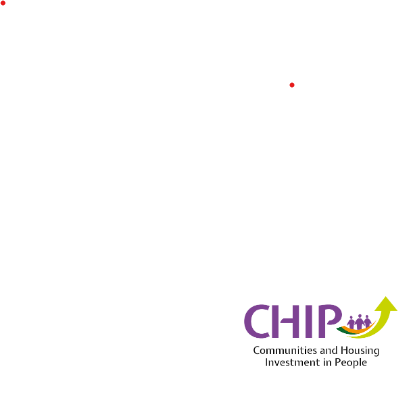 CHIP
Communities and Housing
Investment in People